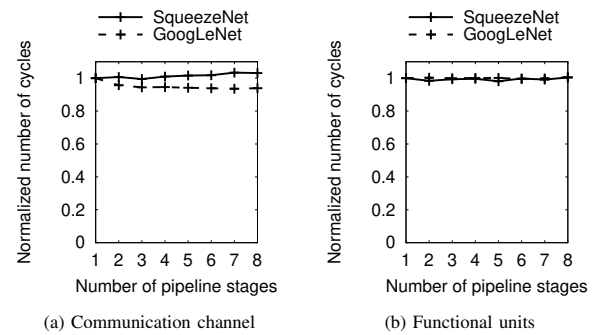 SqueezeNet
GoogLeNet
Normalized number of cycles
1
0.8
0.6
0.4
0.2
0
1 2 3 4 5 6 7 8
Number of pipeline stages
(a) Communication channel
SqueezeNet
GoogLeNet
Normalized number of cycles
1
0.8
0.6
0.4
0.2
0
1 2 3 4 5 6 7 8
Number of pipeline stages
(b) Functional units